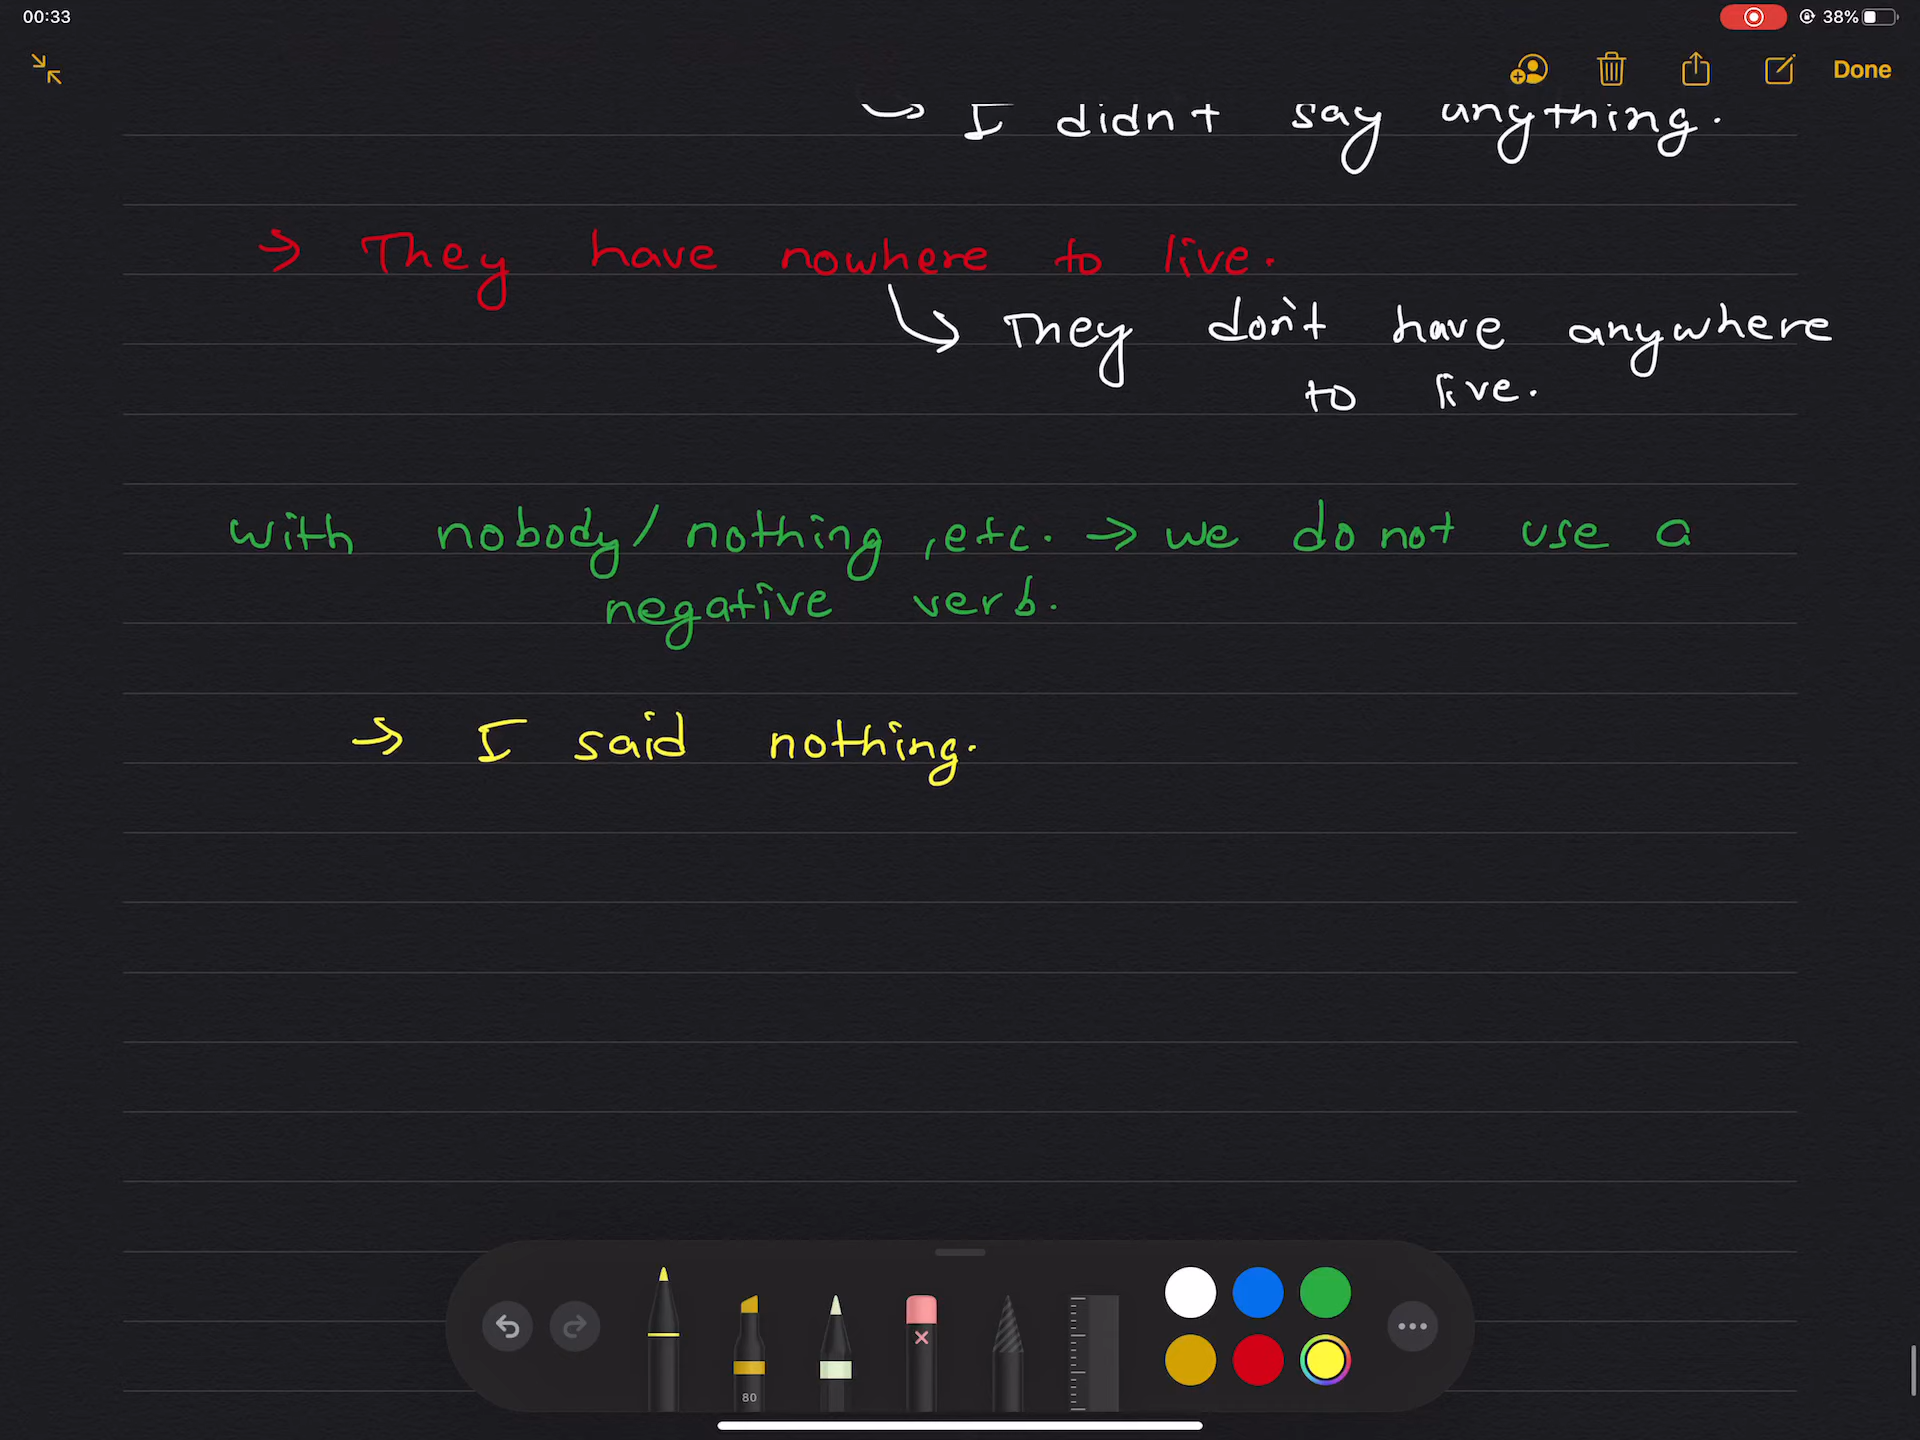 00:33
38%
Done
↳ I didn't say anything.
→ They have nowhere to live.
↳ They don't have anywhere
to live.
with nobody/nothing, etc. → we do not use a
negative verb.
→ I said nothing.
80